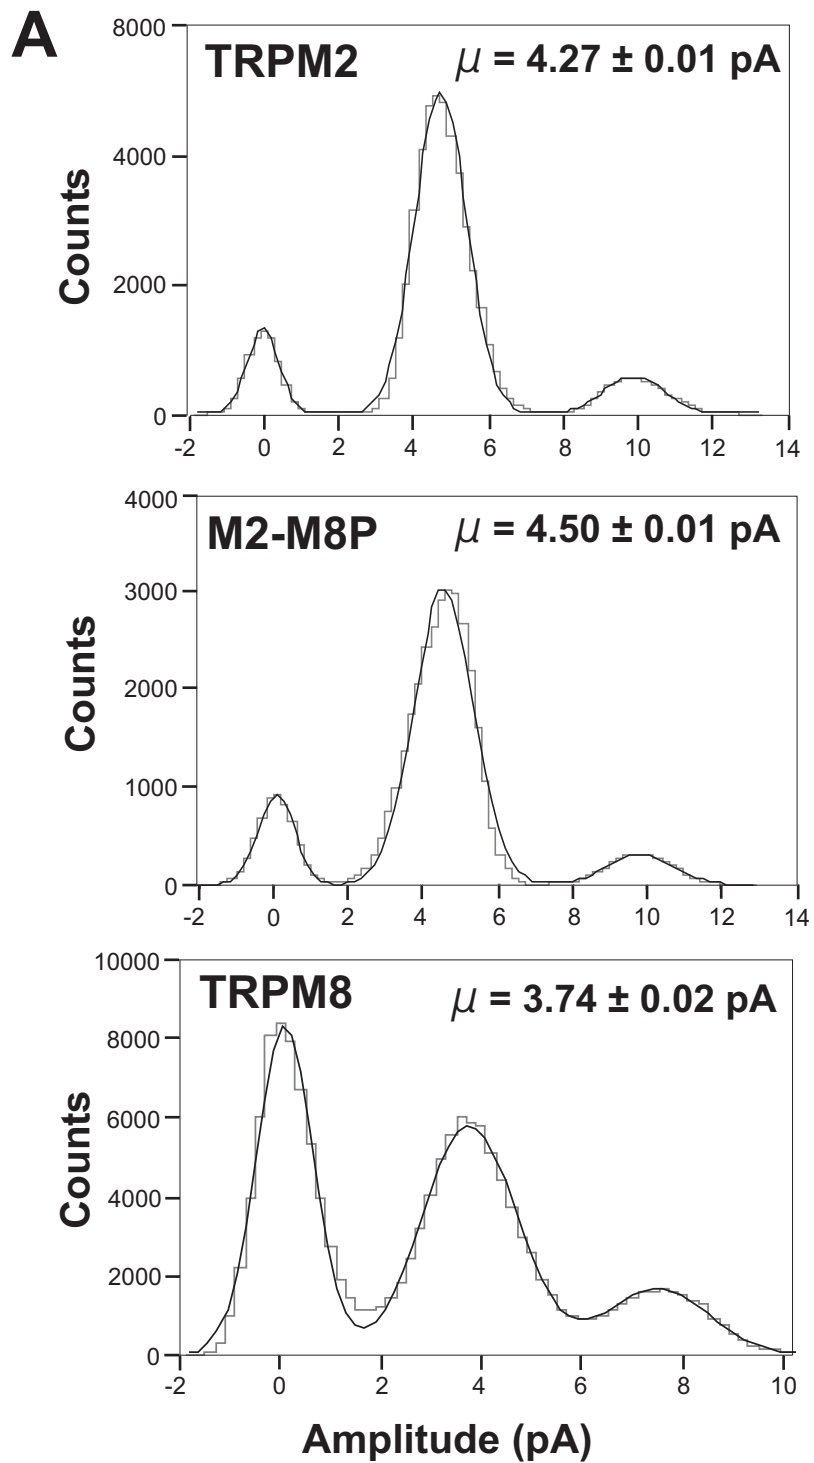 A
TRPM2
μ = 4.27 ± 0.01 pA
Counts
8000
4000
2000
0
-2 0 2 4 6 8 10 12 14
M2-M8P
μ = 4.50 ± 0.01 pA
Counts
4000
3000
2000
1000
0
-2 0 2 4 6 8 10 12 14
TRPM8
μ = 3.74 ± 0.02 pA
Counts
10000
8000
6000
4000
2000
0
-2 0 2 4 6 8 10
Amplitude (pA)